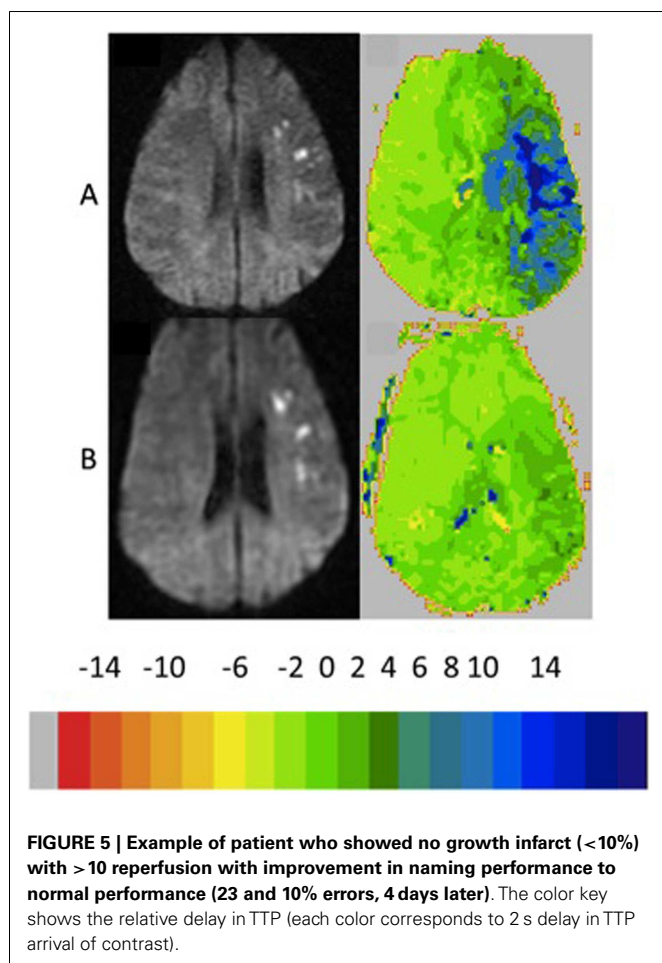 A
B
-14 -10 -6 -2 0 2 4 6 8 10 14
FIGURE 5 | Example of patient who showed no growth infarct (<10%)
with >10 reperfusion with improvement in naming performance to
normal performance (23 and 10% errors, 4 days later). The color key
shows the relative delay in TTP (each color corresponds to 2 s delay in TTP
arrival of contrast).